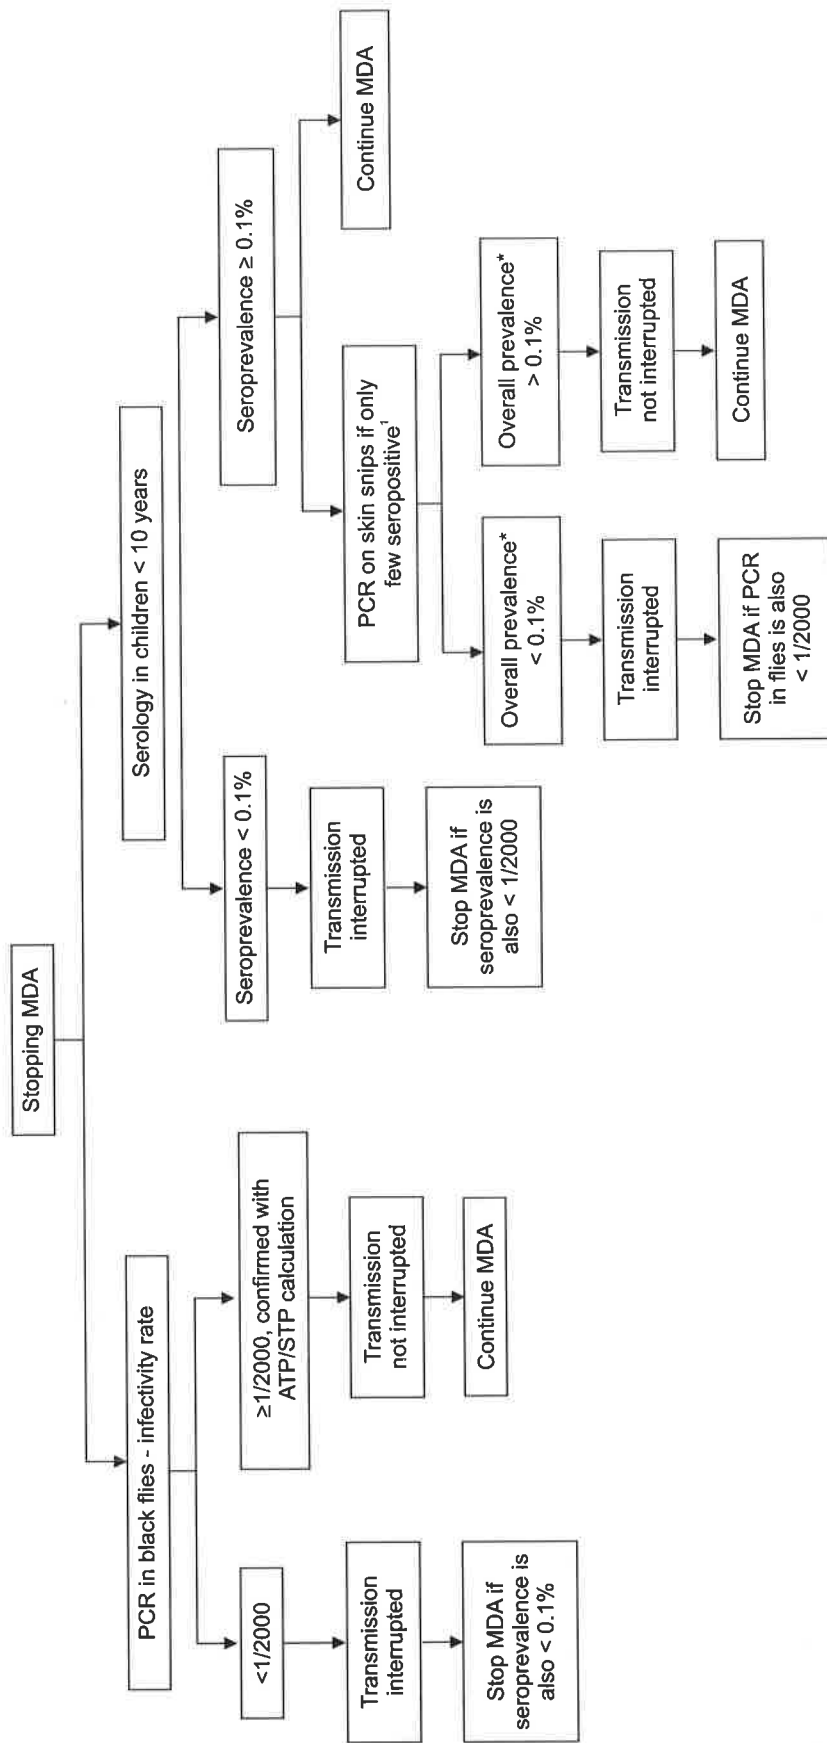 Stopping MDA
PCR in black flies - infectivity rate
<1/2000
Transmission
interrupted
Stop MDA if
seroprevalence is
also < 0.1%
≥1/2000, confirmed with
ATP/STP calculation
Transmission
not interrupted
Continue MDA
Serology in children < 10 years
Seroprevalence < 0.1%
Transmission
interrupted
Stop MDA if
seroprevalence is
also < 1/2000
Seroprevalence ≥ 0.1%
PCR on skin snips if only
few seropositive¹
Overall prevalence*
< 0.1%
Transmission
interrupted
Stop MDA if PCR
in flies is also
< 1/2000
Overall prevalence*
> 0.1%
Transmission
not interrupted
Continue MDA
Continue MDA